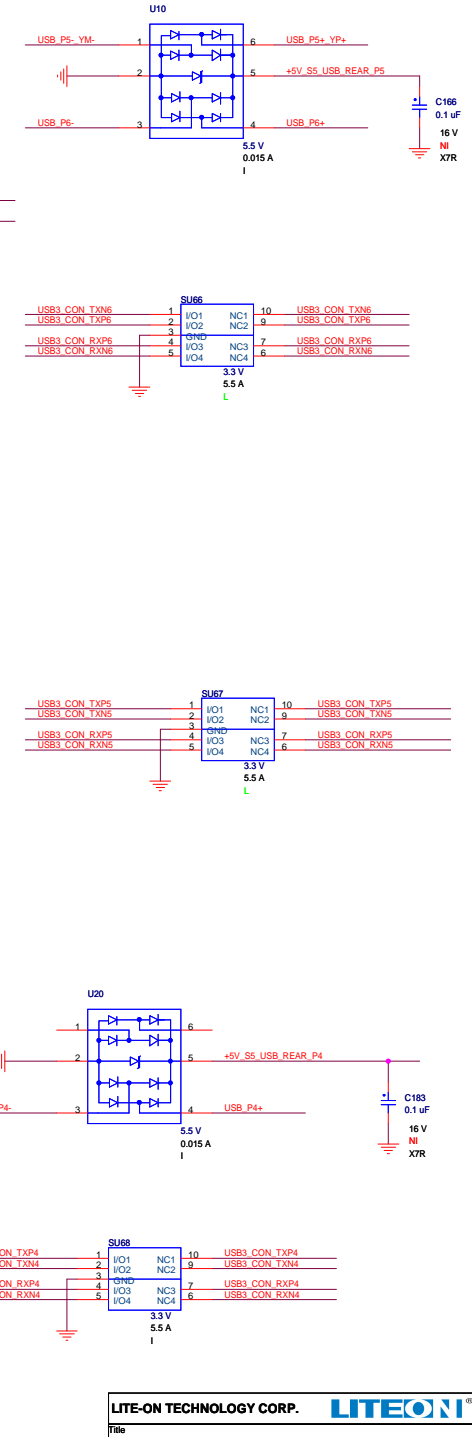 U10
USB_P5-_YM- 1 6 USB_P5+_YP+
2 5 +5V_S5_USB_REAR_P5
C166
0.1 uF
USB_P6- 3 4 USB_P6+
16 V
NI
X7R
5.5 V
0.015 A
I
SU66
USB3_CON_TXN6 1 I/O1 NC1 10 USB3_CON_TXN6
USB3_CON_TXP6 2 I/O2 NC2 9 USB3_CON_TXP6
3 GND
USB3_CON_RXP6 4 I/O3 NC3 7 USB3_CON_RXP6
USB3_CON_RXN6 5 I/O4 NC4 6 USB3_CON_RXN6
3.3 V
5.5 A
L
SU67
USB3_CON_TXP5 1 I/O1 NC1 10 USB3_CON_TXP5
USB3_CON_TXN5 2 I/O2 NC2 9 USB3_CON_TXN5
3 GND
USB3_CON_RXP5 4 I/O3 NC3 7 USB3_CON_RXP5
USB3_CON_RXN5 5 I/O4 NC4 6 USB3_CON_RXN5
3.3 V
5.5 A
L
U20
1 6
2 5 +5V_S5_USB_REAR_P4
C183
0.1 uF
P4- 3 4 USB_P4+
16 V
NI
X7R
5.5 V
0.015 A
I
SU68
ON_TXP4 1 I/O1 NC1 10 USB3_CON_TXP4
ON_TXN4 2 I/O2 NC2 9 USB3_CON_TXN4
3 GND
ON_RXP4 4 I/O3 NC3 7 USB3_CON_RXP4
ON_RXN4 5 I/O4 NC4 6 USB3_CON_RXN4
3.3 V
5.5 A
I
LITE-ON TECHNOLOGY CORP. LITEON®
Title